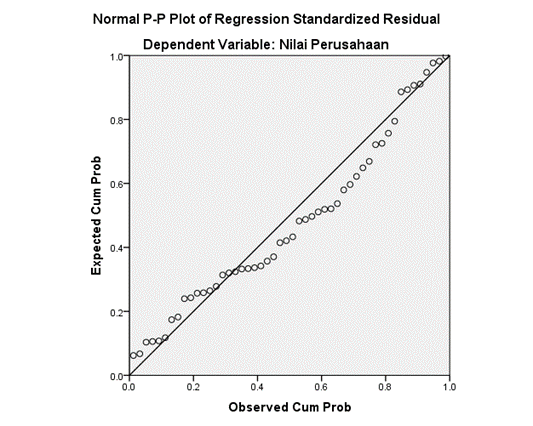 Normal P-P Plot of Regression Standardized Residual
Dependent Variable: Nilai Perusahaan
1.0
0.8
0.6
0.4
0.2
0.0
Expected Cum Prob
0.0 0.2 0.4 0.6 0.8 1.0
Observed Cum Prob